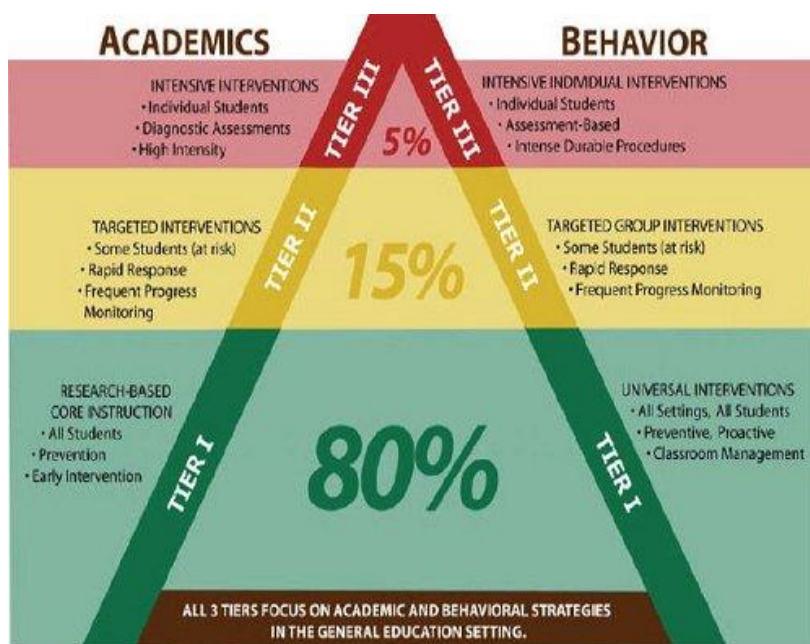 ACADEMICS
BEHAVIOR
INTENSIVE INTERVENTIONS
• Individual Students
• Diagnostic Assessments
• High Intensity
TIER III
5%
TIER III
INTENSIVE INDIVIDUAL INTERVENTIONS
• Individual Students
• Assessment-Based
• Intense Durable Procedures
TARGETED INTERVENTIONS
• Some Students (at risk)
• Rapid Response
• Frequent Progress
Monitoring
TIER II
15%
TIER II
TARGETED GROUP INTERVENTIONS
• Some Students (at risk)
• Rapid Response
• Frequent Progress Monitoring
RESEARCH-BASED
CORE INSTRUCTION
• All Students
• Prevention
• Early Intervention
TIER I
80%
TIER I
UNIVERSAL INTERVENTIONS
• All Settings, All Students
• Preventive, Proactive
• Classroom Management
ALL 3 TIERS FOCUS ON ACADEMIC AND BEHAVIORAL STRATEGIES
IN THE GENERAL EDUCATION SETTING.